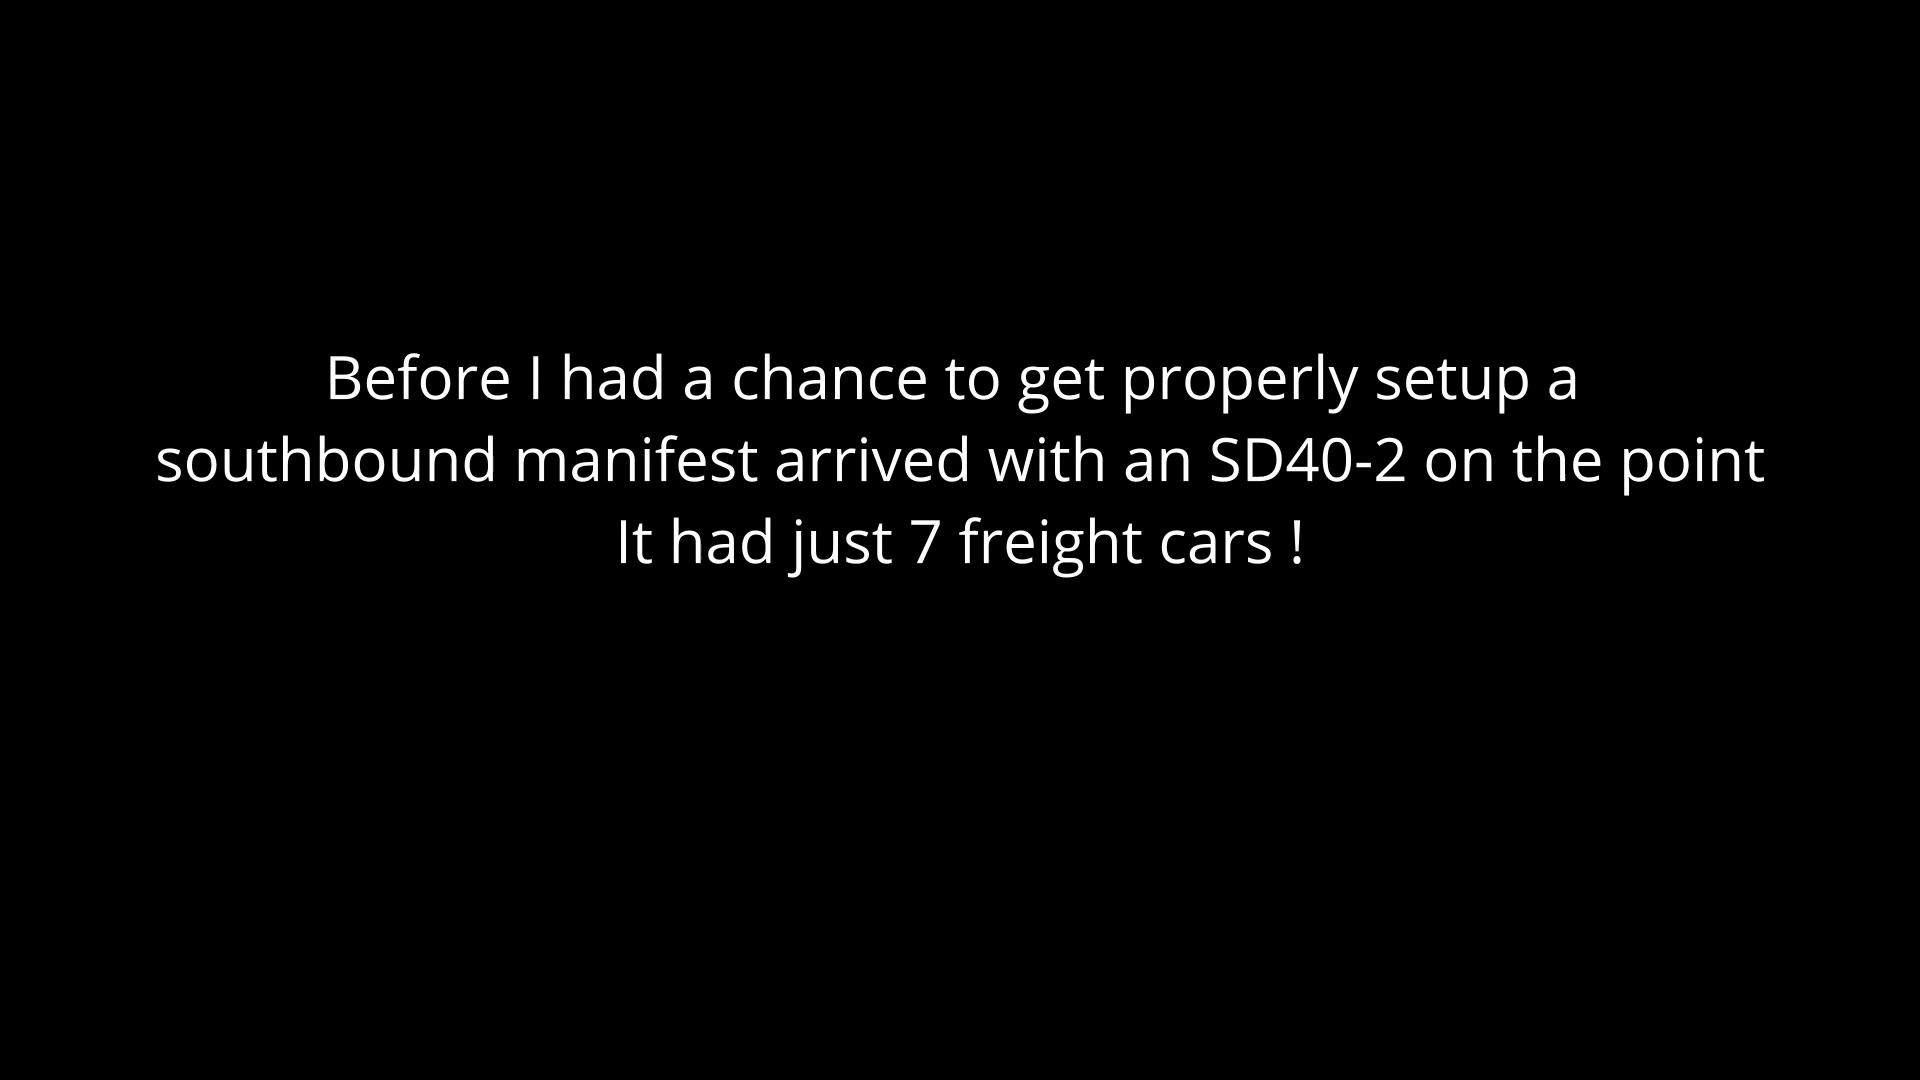 Before I had a chance to get properly setup a
southbound manifest arrived with an SD40-2 on the point
It had just 7 freight cars !